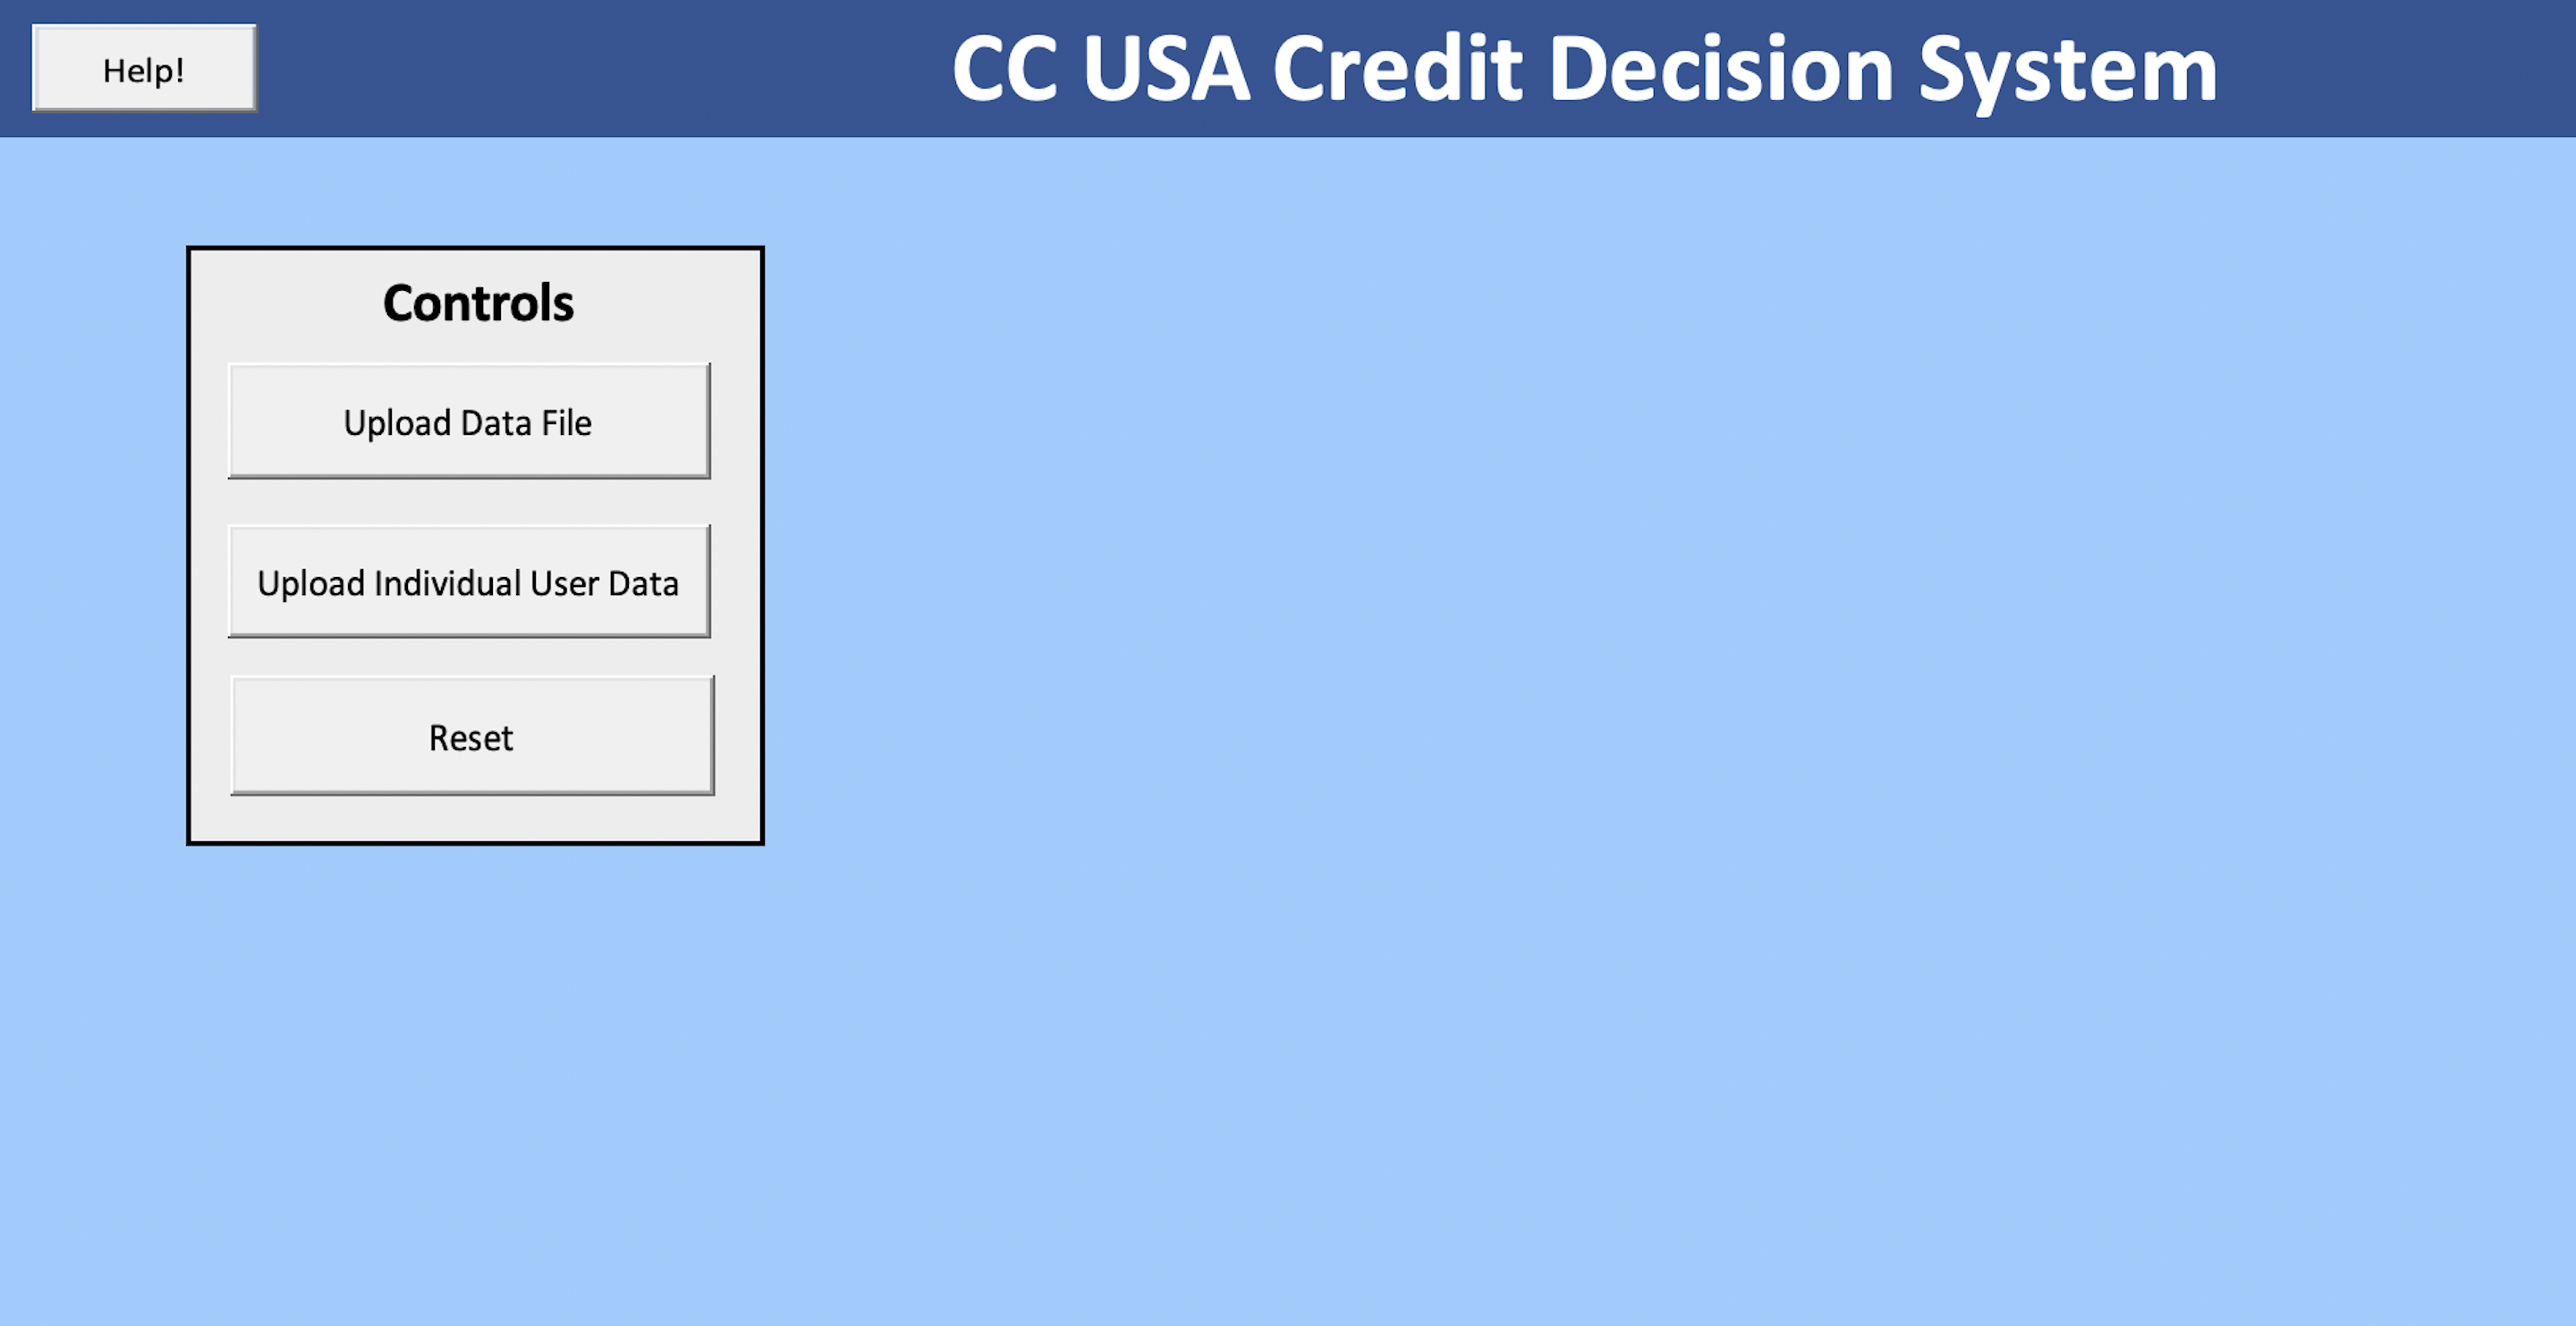 Help!
CC USA Credit Decision System
Controls
Upload Data File
Upload Individual User Data
Reset